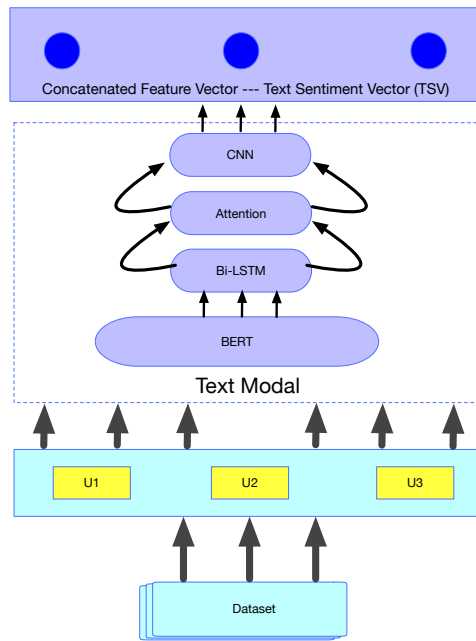 Concatenated Feature Vector --- Text Sentiment Vector (TSV)
CNN
Attention
Bi-LSTM
BERT
Text Modal
U1 U2 U3
Dataset